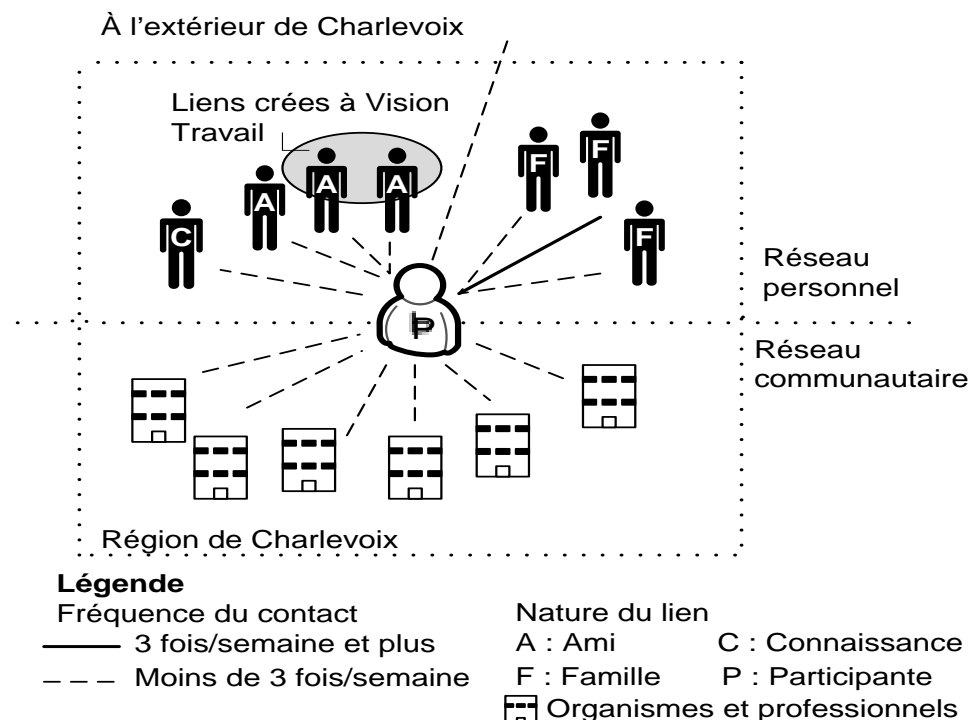 À l’extérieur de Charlevoix
Liens crées à Vision
Travail
F
F
A
A
A
C
F
Réseau
personnel
P
Réseau
communautaire
Région de Charlevoix
Légende
Fréquence du contact
3 fois/semaine et plus
Moins de 3 fois/semaine
Nature du lien
A : Ami C : Connaissance
F : Famille P : Participante
Organismes et professionnels